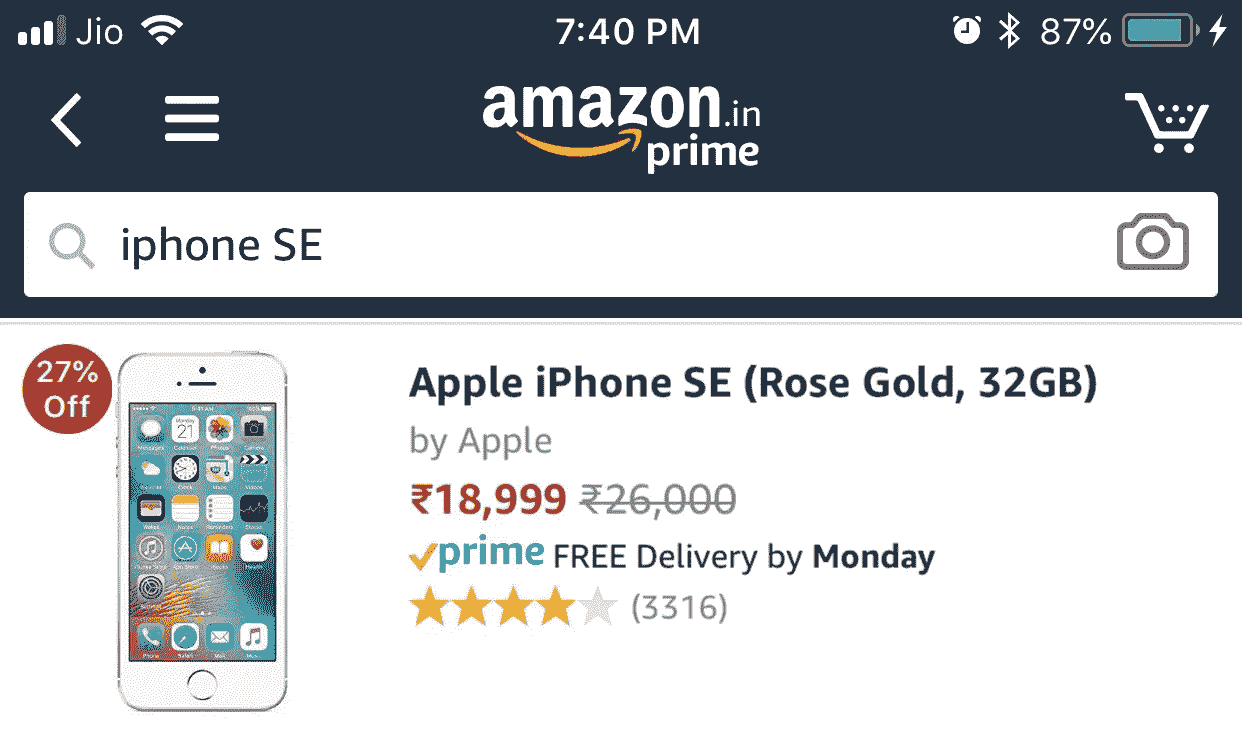 Jio 7:40 PM 87%
amazon.in
prime
iphone SE
27%
Off
Apple iPhone SE (Rose Gold, 32GB)
by Apple
₹18,999 ₹26,000
prime FREE Delivery by Monday
(3316)